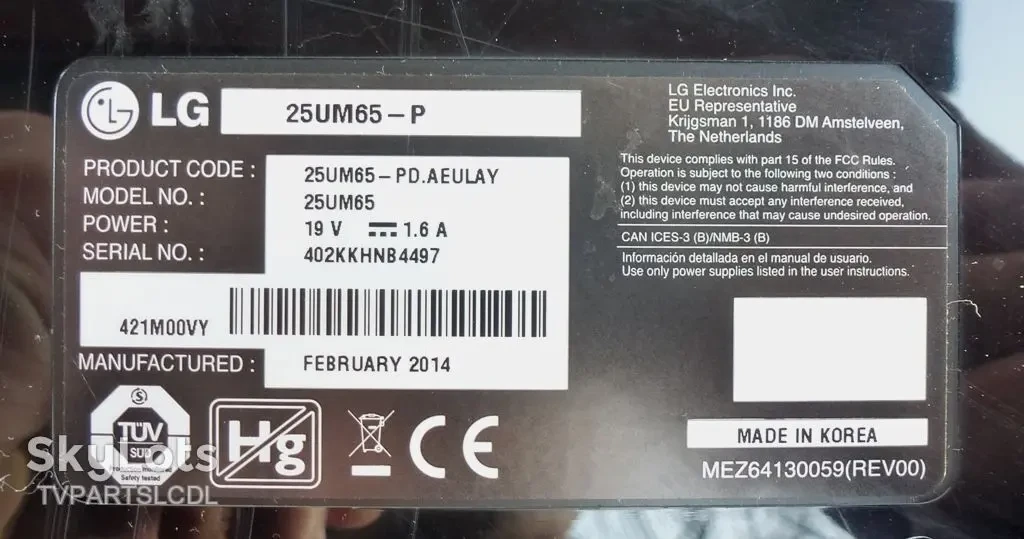 LG
25UM65-P
PRODUCT CODE : 25UM65-PD.AEULAY
MODEL NO. : 25UM65
POWER : 19 V ⎓ 1.6 A
SERIAL NO. : 402KKHNB4497
421M00VY
MANUFACTURED : FEBRUARY 2014
LG Electronics Inc.
EU Representative
Krijgsman 1, 1186 DM Amstelveen,
The Netherlands
This device complies with part 15 of the FCC Rules.
Operation is subject to the following two conditions :
(1) this device may not cause harmful interference, and
(2) this device must accept any interference received,
including interference that may cause undesired operation.
CAN ICES-3 (B)/NMB-3 (B)
Información detallada en el manual de usuario.
Use only power supplies listed in the user instructions.
MADE IN KOREA
MEZ64130059(REV00)
S
TÜV
SÜD
Production monitored
Safety tested
Hg
CE
SkyLots
TVPARTSLCDL